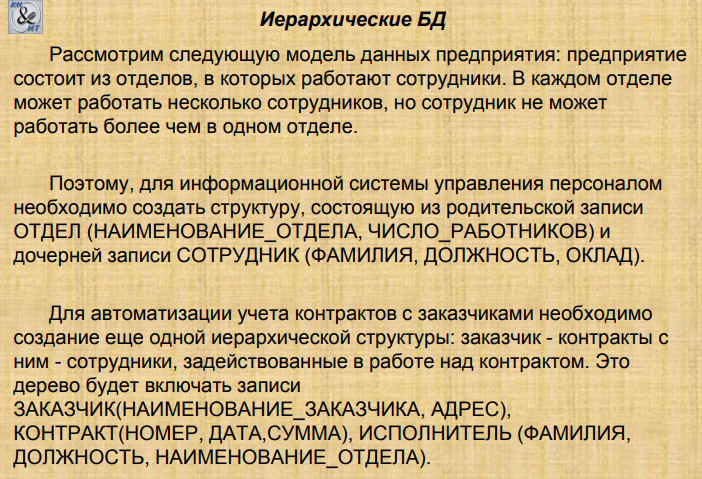 КИ
&
ИТ
Иерархические БД
Рассмотрим следующую модель данных предприятия: предприятие
состоит из отделов, в которых работают сотрудники. В каждом отделе
может работать несколько сотрудников, но сотрудник не может
работать более чем в одном отделе.
Поэтому, для информационной системы управления персоналом
необходимо создать структуру, состоящую из родительской записи
ОТДЕЛ (НАИМЕНОВАНИЕ_ОТДЕЛА, ЧИСЛО_РАБОТНИКОВ) и
дочерней записи СОТРУДНИК (ФАМИЛИЯ, ДОЛЖНОСТЬ, ОКЛАД).
Для автоматизации учета контрактов с заказчиками необходимо
создание еще одной иерархической структуры: заказчик - контракты с
ним - сотрудники, задействованные в работе над контрактом. Это
дерево будет включать записи
ЗАКАЗЧИК(НАИМЕНОВАНИЕ_ЗАКАЗЧИКА, АДРЕС),
КОНТРАКТ(НОМЕР, ДАТА,СУММА), ИСПОЛНИТЕЛЬ (ФАМИЛИЯ,
ДОЛЖНОСТЬ, НАИМЕНОВАНИЕ_ОТДЕЛА).